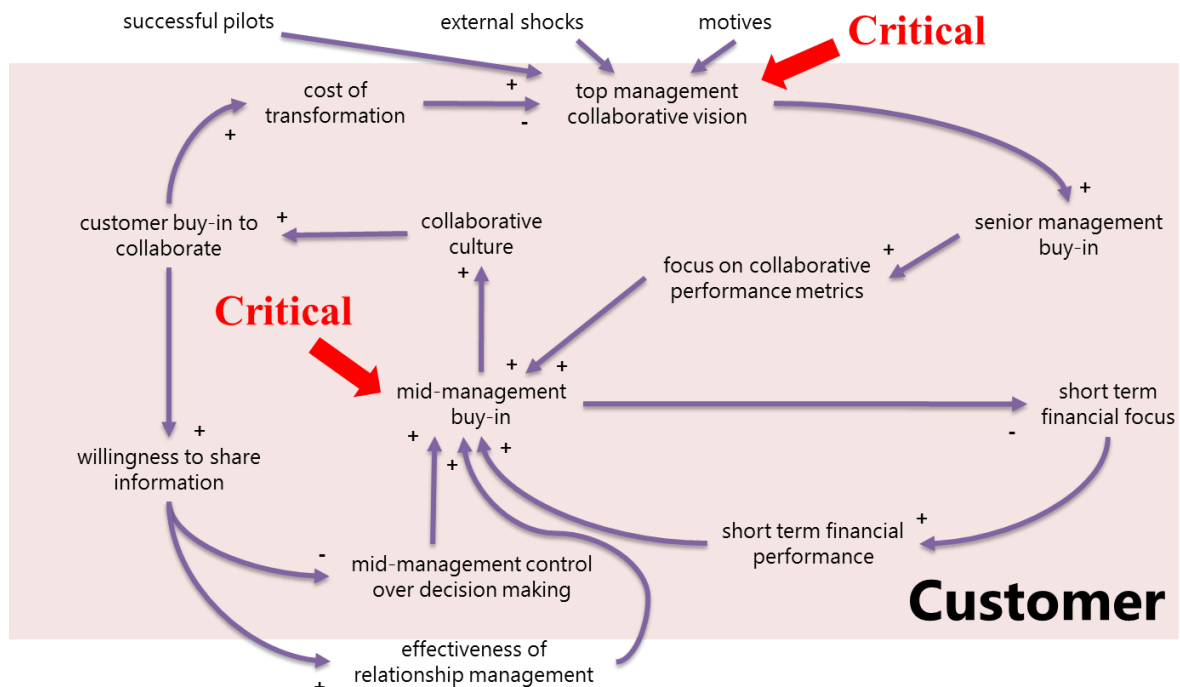 successful pilots
external shocks
motives
Critical
cost of
transformation
+
-
top management
collaborative vision
+
+
customer buy-in to
collaborate
+
collaborative
culture
+
senior management
buy-in
+
focus on collaborative
performance metrics
Critical
+
+
mid-management
buy-in
short term
financial focus
-
+
+
+
+
willingness to share
information
+
short term financial
performance
-
mid-management control
over decision making
Customer
effectiveness of
relationship management
+